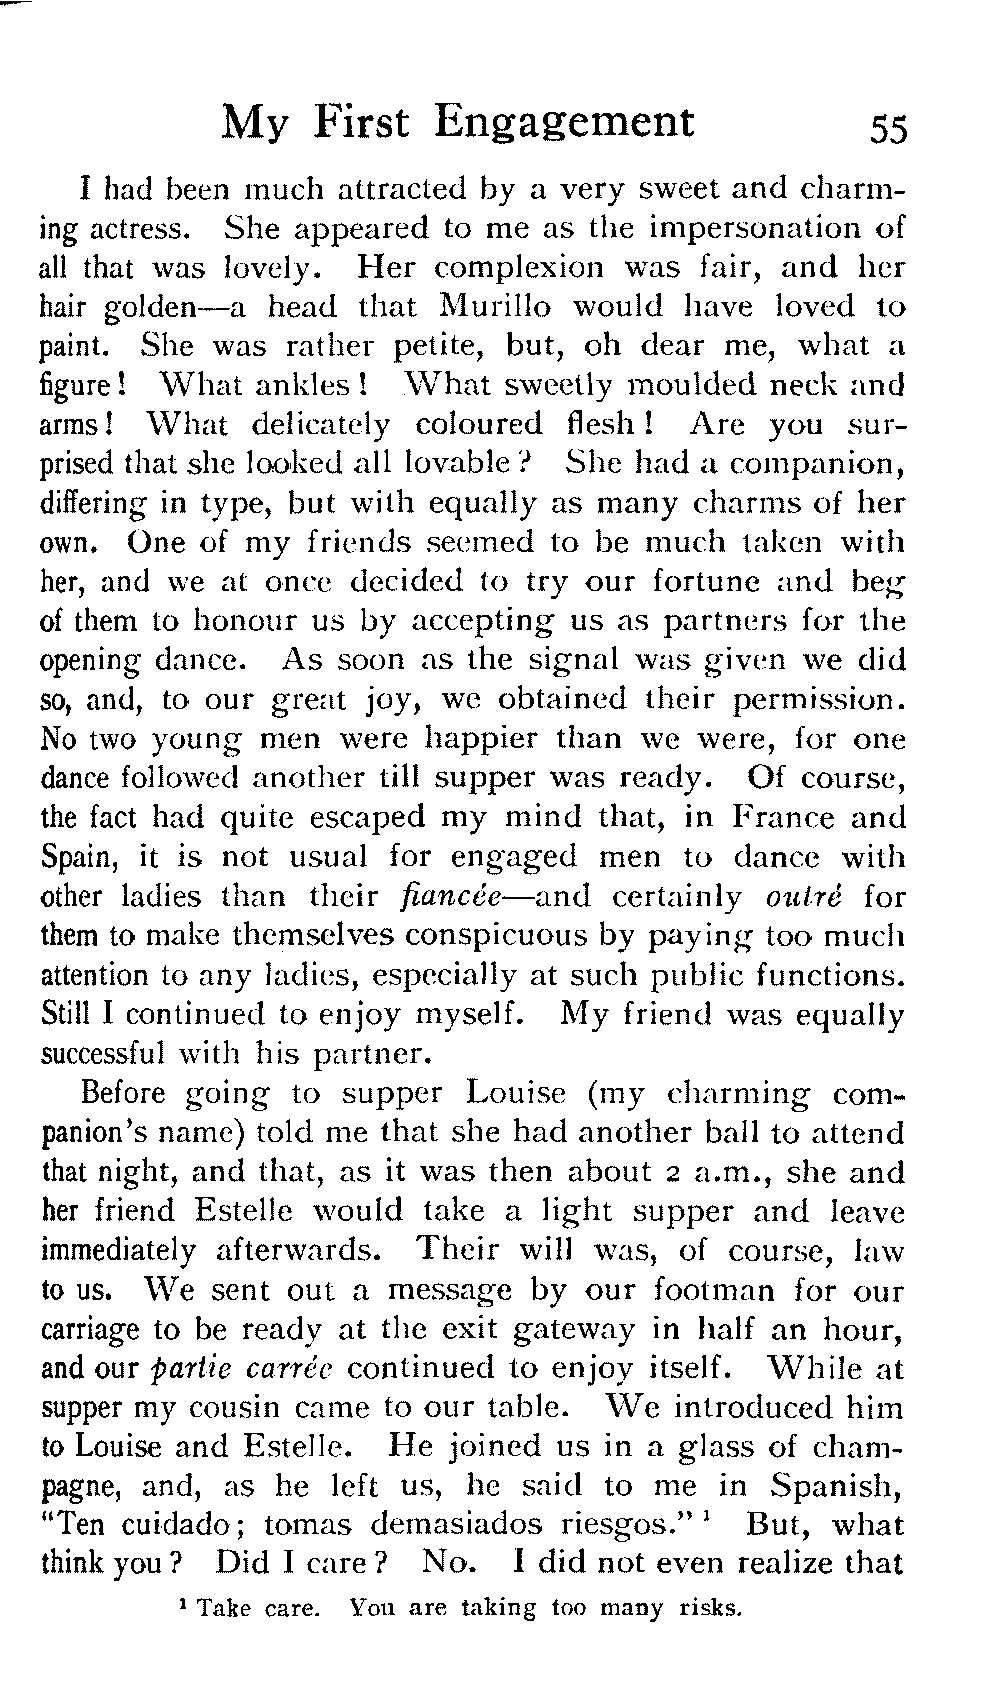 My First Engagement 55
I had been much attracted by a very sweet and charm-
ing actress. She appeared to me as the impersonation of
all that was lovely. Her complexion was fair, and her
hair golden—a head that Murillo would have loved to
paint. She was rather petite, but, oh dear me, what a
figure! What ankles! What sweetly moulded neck and
arms! What delicately coloured flesh! Are you sur-
prised that she looked all lovable? She had a companion,
differing in type, but with equally as many charms of her
own. One of my friends seemed to be much taken with
her, and we at once decided to try our fortune and beg
of them to honour us by accepting us as partners for the
opening dance. As soon as the signal was given we did
so, and, to our great joy, we obtained their permission.
No two young men were happier than we were, for one
dance followed another till supper was ready. Of course,
the fact had quite escaped my mind that, in France and
Spain, it is not usual for engaged men to dance with
other ladies than their fiancée—and certainly outré for
them to make themselves conspicuous by paying too much
attention to any ladies, especially at such public functions.
Still I continued to enjoy myself. My friend was equally
successful with his partner.
Before going to supper Louise (my charming com-
panion's name) told me that she had another ball to attend
that night, and that, as it was then about 2 a.m., she and
her friend Estelle would take a light supper and leave
immediately afterwards. Their will was, of course, law
to us. We sent out a message by our footman for our
carriage to be ready at the exit gateway in half an hour,
and our partie carrée continued to enjoy itself. While at
supper my cousin came to our table. We introduced him
to Louise and Estelle. He joined us in a glass of cham-
pagne, and, as he left us, he said to me in Spanish,
"Ten cuidado; tomas demasiados riesgos." ¹ But, what
think you? Did I care? No. I did not even realize that
¹ Take care. You are taking too many risks.